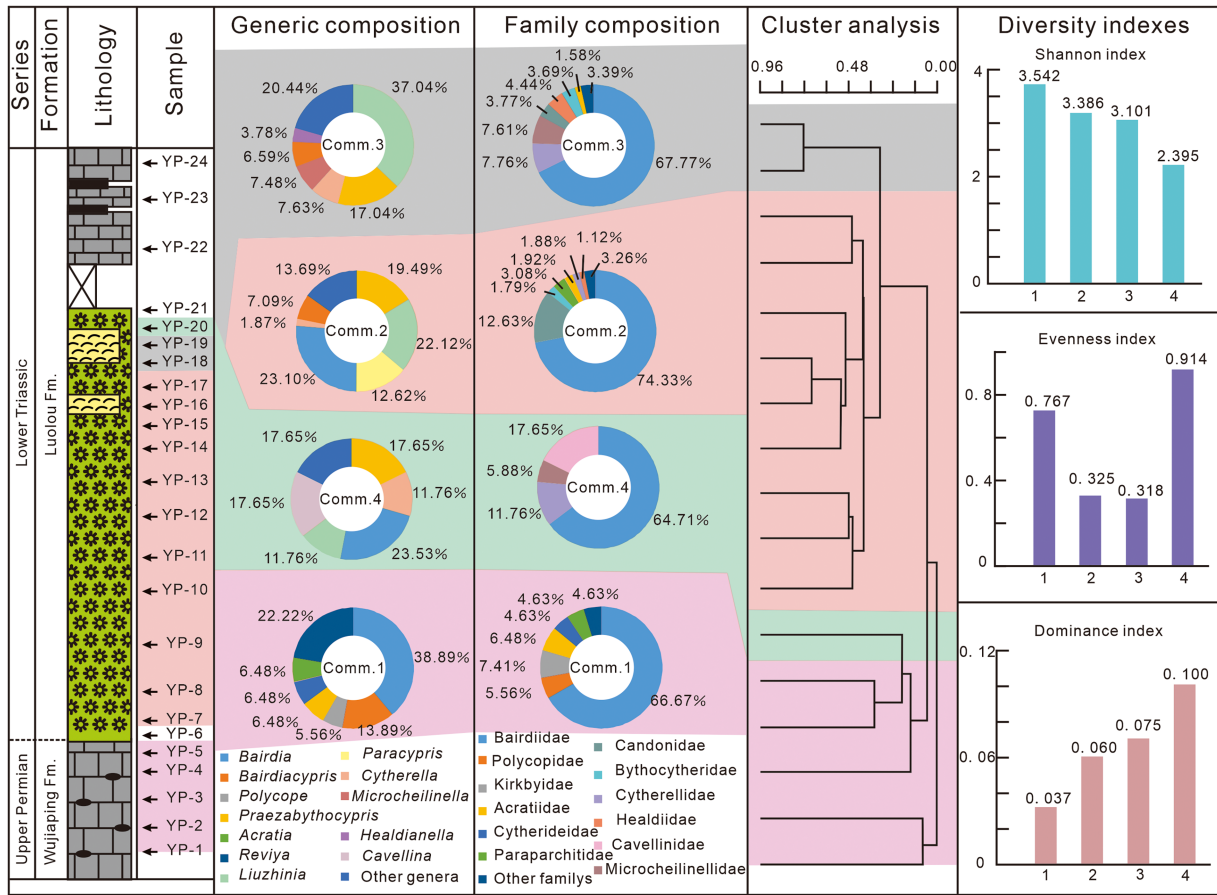 Series
Formation
Lithology
Sample
Generic composition
Family composition
Cluster analysis
Diversity indexes
Lower Triassic
Upper Permian
Luolou Fm.
Wujiaping Fm.
YP-24
YP-23
YP-22
YP-21
YP-20
YP-19
YP-18
YP-17
YP-16
YP-15
YP-14
YP-13
YP-12
YP-11
YP-10
YP-9
YP-8
YP-7
YP-6
YP-5
YP-4
YP-3
YP-2
YP-1
20.44%
37.04%
3.78%
6.59%
7.48%
7.63%
17.04%
Comm.3
13.69%
19.49%
7.09%
1.87%
22.12%
23.10%
12.62%
Comm.2
17.65%
17.65%
11.76%
17.65%
11.76%
23.53%
Comm.4
22.22%
38.89%
6.48%
6.48%
6.48%
5.56%
13.89%
Comm.1
Bairdia
Bairdiacypris
Polycope
Praezabythocypris
Acratia
Reviya
Liuzhinia
Paracypris
Cytherella
Microcheilinella
Healdianella
Cavellina
Other genera
1.58%
3.69%
3.39%
4.44%
3.77%
7.61%
7.76%
67.77%
Comm.3
1.88%
1.12%
1.92%
3.26%
3.08%
1.79%
12.63%
74.33%
Comm.2
17.65%
5.88%
11.76%
64.71%
Comm.4
4.63%
4.63%
4.63%
6.48%
7.41%
5.56%
66.67%
Comm.1
Bairdiidae
Polycopidae
Kirkbyidae
Acratiidae
Cytherideidae
Paraparchitidae
Other familys
Candonidae
Bythocytheridae
Cytherellidae
Healdiidae
Cavellinidae
Microcheilinellidae
0.96
0.48
0.00
Shannon index
4
2
0
3.542
3.386
3.101
2.395
1 2 3 4
Evenness index
0.8
0.4
0
0.767
0.325
0.318
0.914
1 2 3 4
Dominance index
0.12
0.06
0
0.037
0.060
0.075
0.100
1 2 3 4